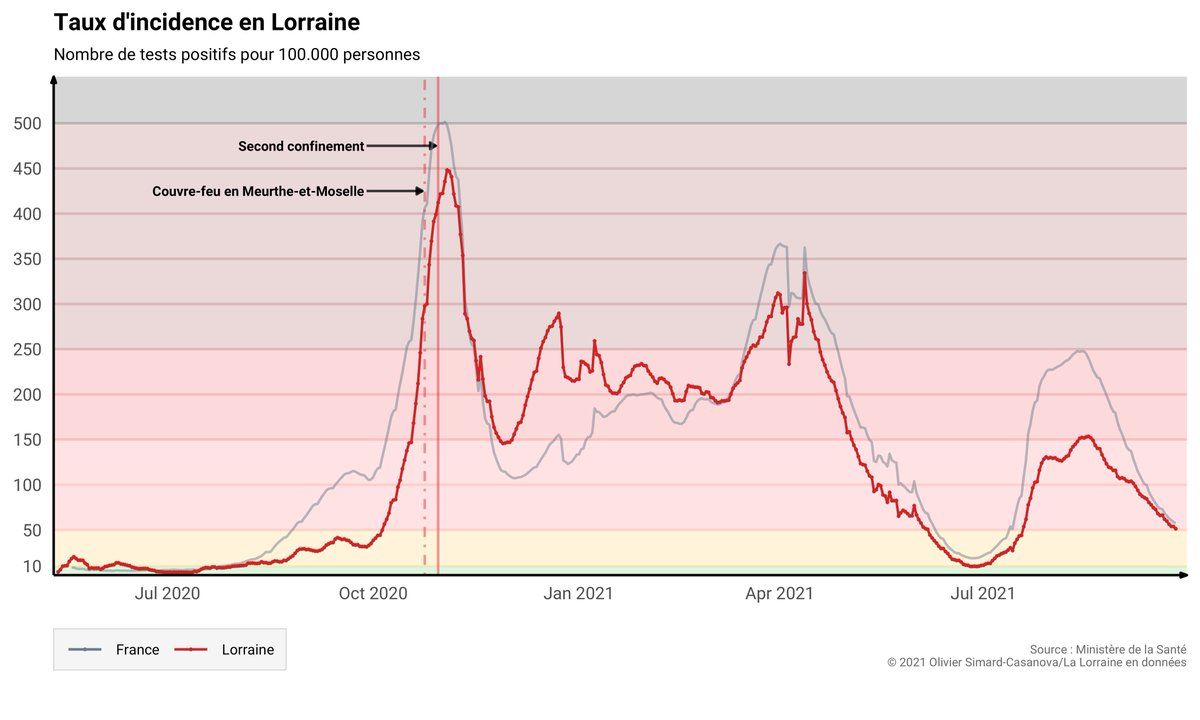 Taux d'incidence en Lorraine
Nombre de tests positifs pour 100.000 personnes
500
450
400
350
300
250
200
150
100
50
10
Second confinement
Couvre-feu en Meurthe-et-Moselle
Jul 2020
Oct 2020
Jan 2021
Apr 2021
Jul 2021
France
Lorraine
Source : Ministère de la Santé
© 2021 Olivier Simard-Casanova/La Lorraine en données